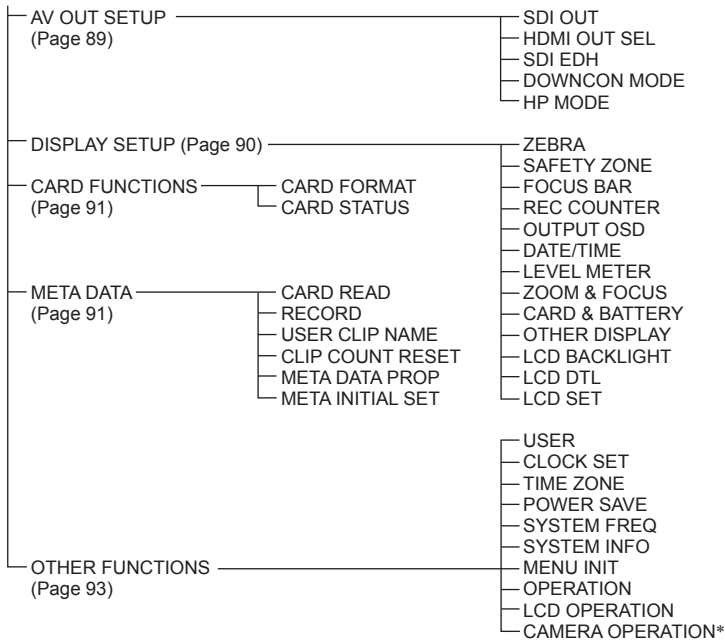 AV OUT SETUP
(Page 89)
SDI OUT
HDMI OUT SEL
SDI EDH
DOWNCON MODE
HP MODE
DISPLAY SETUP (Page 90)
ZEBRA
SAFETY ZONE
FOCUS BAR
REC COUNTER
OUTPUT OSD
DATE/TIME
LEVEL METER
ZOOM & FOCUS
CARD & BATTERY
OTHER DISPLAY
LCD BACKLIGHT
LCD DTL
LCD SET
CARD FUNCTIONS
(Page 91)
CARD FORMAT
CARD STATUS
META DATA
(Page 91)
CARD READ
RECORD
USER CLIP NAME
CLIP COUNT RESET
META DATA PROP
META INITIAL SET
OTHER FUNCTIONS
(Page 93)
USER
CLOCK SET
TIME ZONE
POWER SAVE
SYSTEM FREQ
SYSTEM INFO
MENU INIT
OPERATION
LCD OPERATION
CAMERA OPERATION*